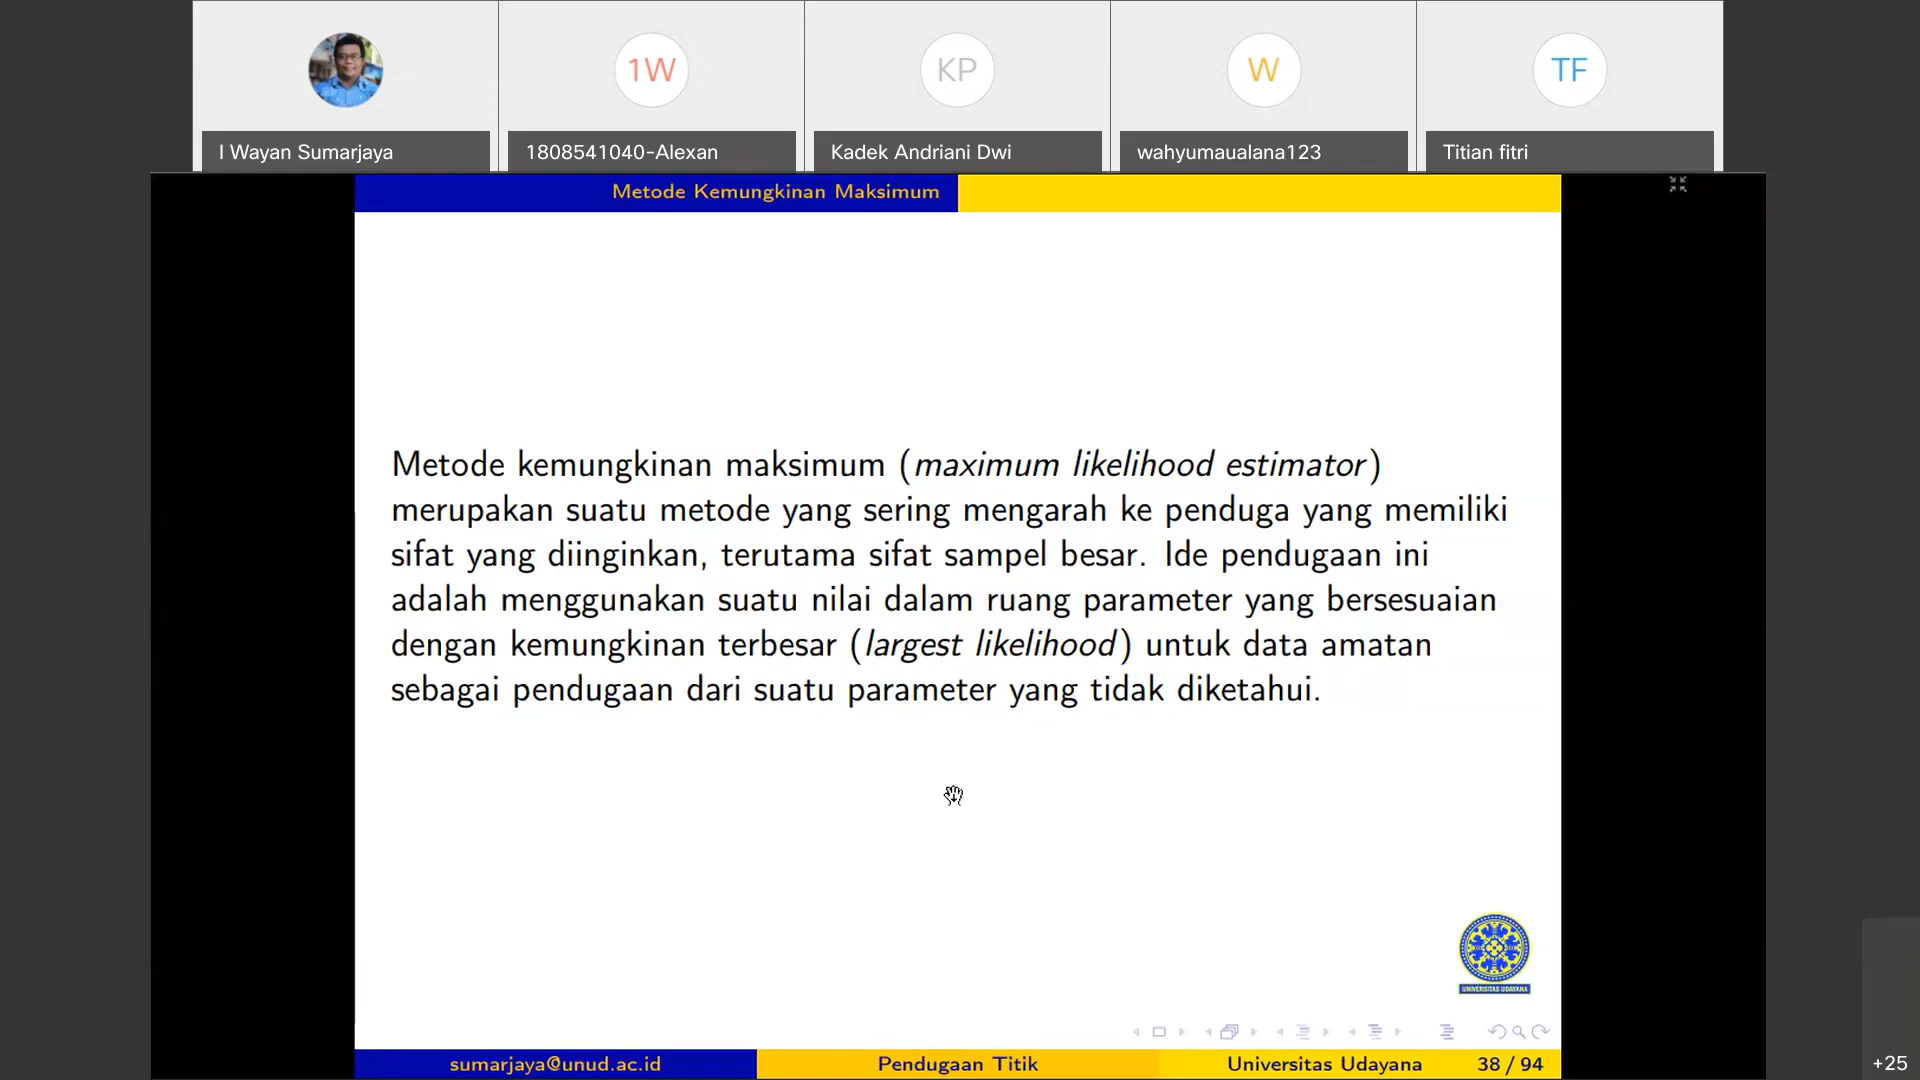 1W
KP
W
TF
I Wayan Sumarjaya
1808541040-Alexan
Kadek Andriani Dwi
wahyumaualana123
Titian fitri
Metode Kemungkinan Maksimum
Metode kemungkinan maksimum (maximum likelihood estimator)
merupakan suatu metode yang sering mengarah ke penduga yang memiliki
sifat yang diinginkan, terutama sifat sampel besar. Ide pendugaan ini
adalah menggunakan suatu nilai dalam ruang parameter yang bersesuaian
dengan kemungkinan terbesar (largest likelihood) untuk data amatan
sebagai pendugaan dari suatu parameter yang tidak diketahui.
UNIVERSITAS UDAYANA
sumarjaya@unud.ac.id
Pendugaan Titik
Universitas Udayana
38 / 94
+25